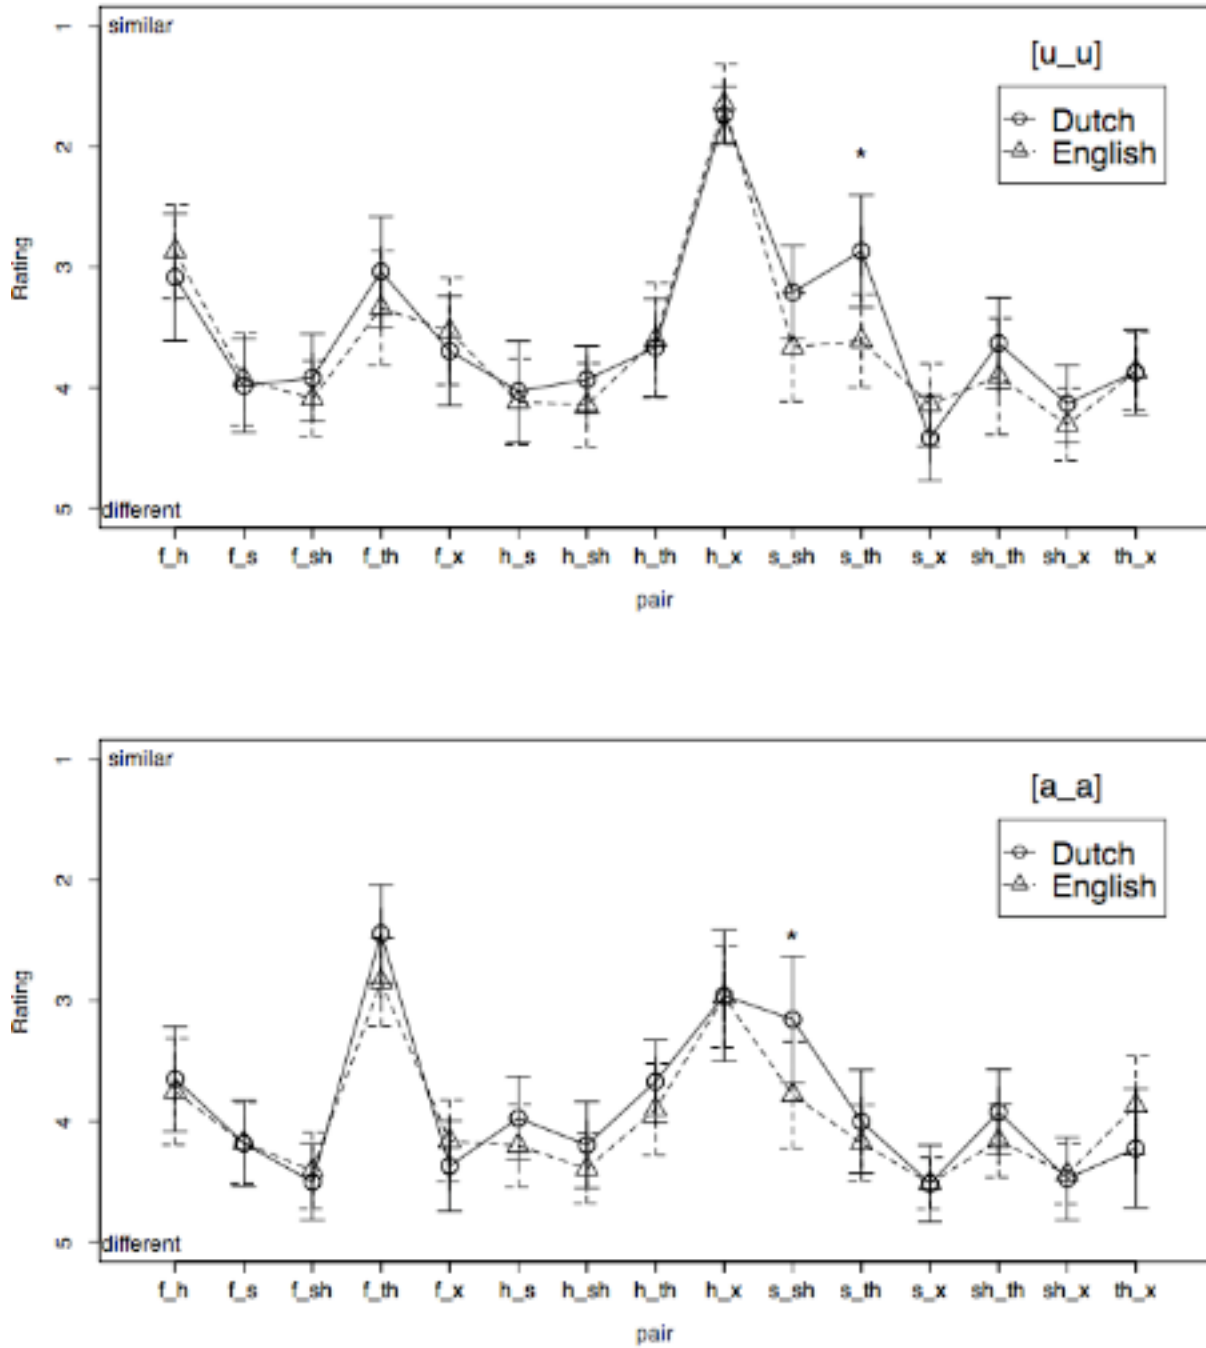 similar
[u_u]
Dutch
English
*
Rating
1
2
3
4
5
different
f_h f_s f_sh f_th f_x h_s h_sh h_th h_x s_sh s_th s_x sh_th sh_x th_x
pair
similar
[a_a]
Dutch
English
*
Rating
1
2
3
4
5
different
f_h f_s f_sh f_th f_x h_s h_sh h_th h_x s_sh s_th s_x sh_th sh_x th_x
pair